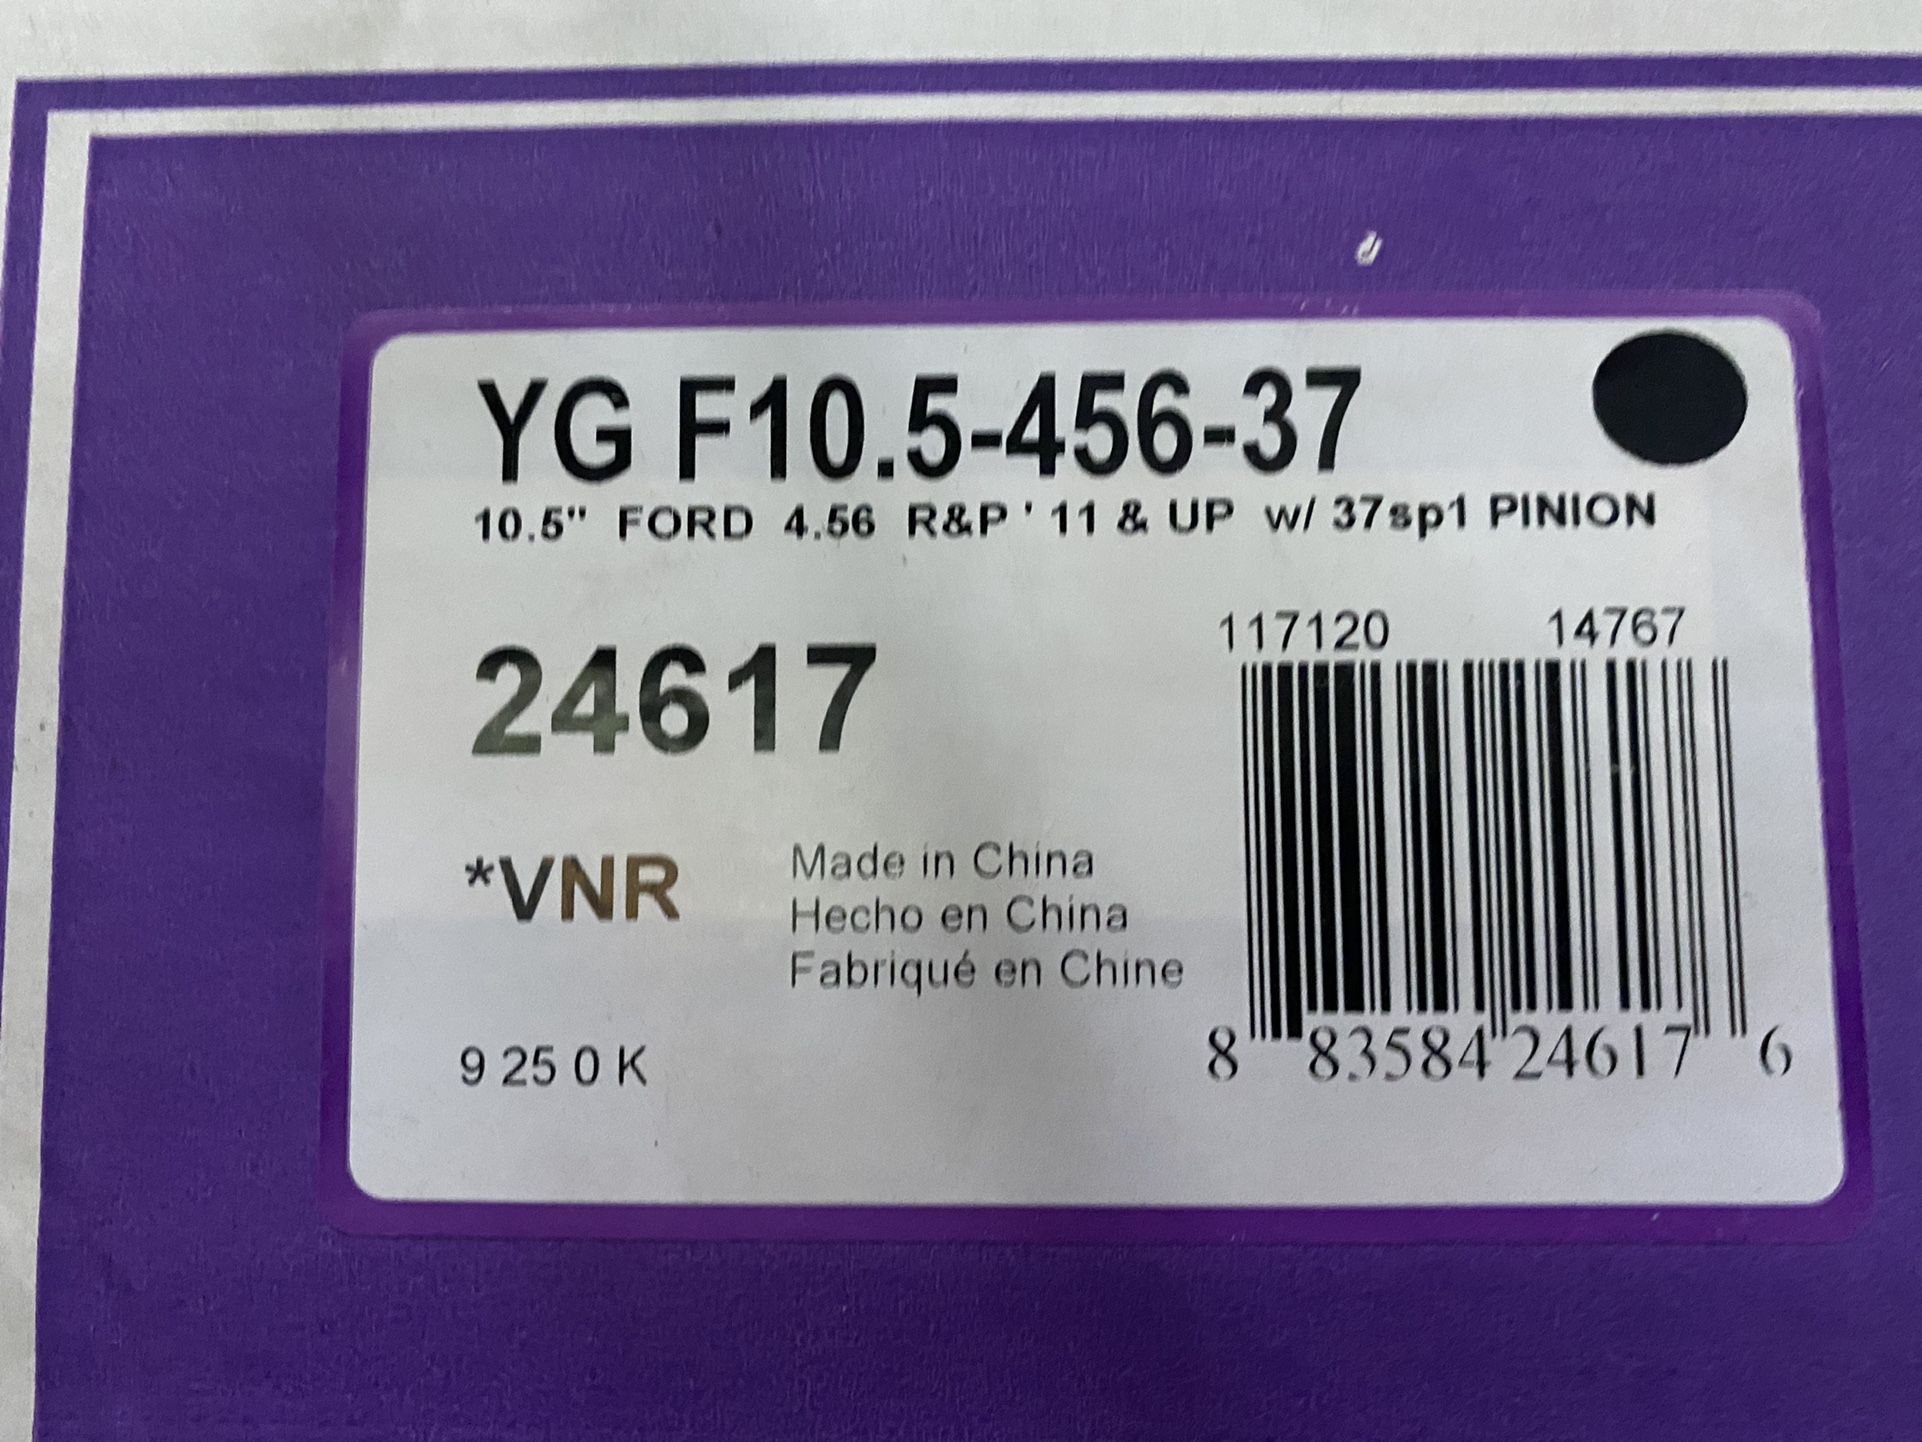 YG F10.5-456-37
10.5" FORD 4.56 R&P ' 11 & UP w/ 37sp1 PINION
24617
117120 14767
*VNR
Made in China
Hecho en China
Fabriqué en Chine
9 25 0 K
8 83584 24617 6